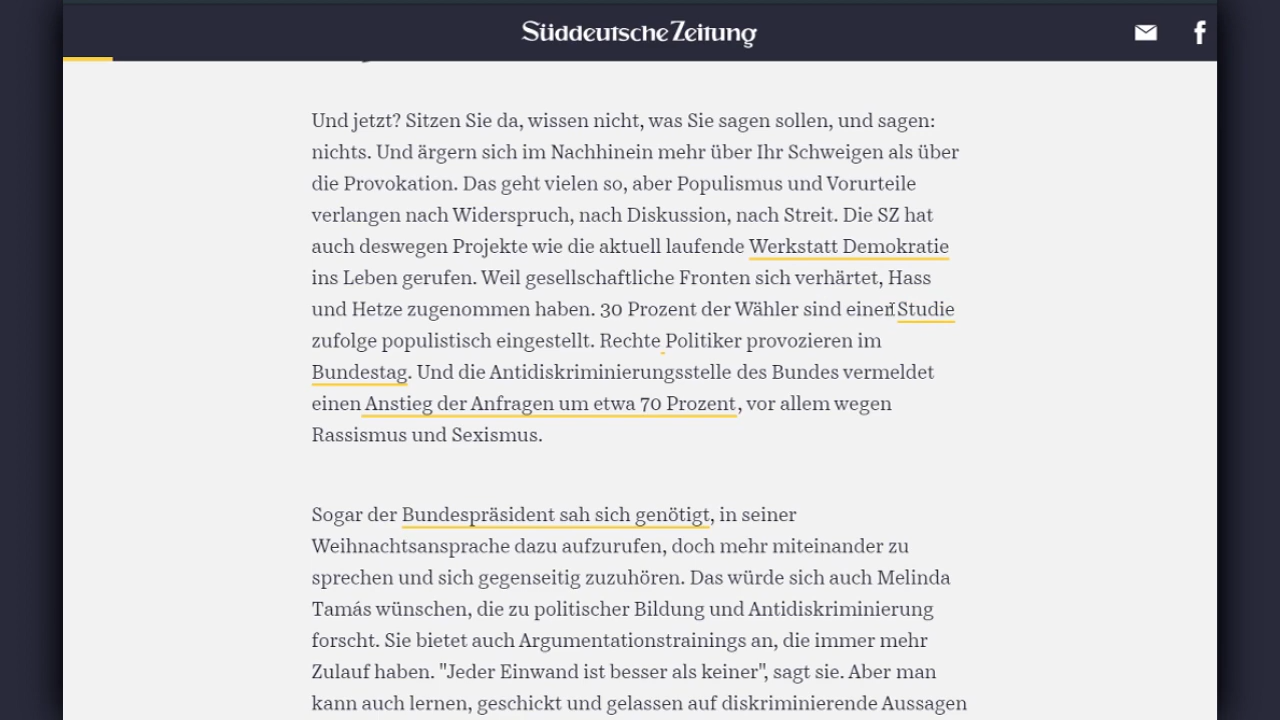 Süddeutsche Zeitung
Und jetzt? Sitzen Sie da, wissen nicht, was Sie sagen sollen, und sagen:
nichts. Und ärgern sich im Nachhinein mehr über Ihr Schweigen als über
die Provokation. Das geht vielen so, aber Populismus und Vorurteile
verlangen nach Widerspruch, nach Diskussion, nach Streit. Die SZ hat
auch deswegen Projekte wie die aktuell laufende Werkstatt Demokratie
ins Leben gerufen. Weil gesellschaftliche Fronten sich verhärtet, Hass
und Hetze zugenommen haben. 30 Prozent der Wähler sind einer Studie
zufolge populistisch eingestellt. Rechte Politiker provozieren im
Bundestag. Und die Antidiskriminierungsstelle des Bundes vermeldet
einen Anstieg der Anfragen um etwa 70 Prozent, vor allem wegen
Rassismus und Sexismus.
Sogar der Bundespräsident sah sich genötigt, in seiner
Weihnachtsansprache dazu aufzurufen, doch mehr miteinander zu
sprechen und sich gegenseitig zuzuhören. Das würde sich auch Melinda
Tamás wünschen, die zu politischer Bildung und Antidiskriminierung
forscht. Sie bietet auch Argumentationstrainings an, die immer mehr
Zulauf haben. "Jeder Einwand ist besser als keiner", sagt sie. Aber man
kann auch lernen, geschickt und gelassen auf diskriminierende Aussagen